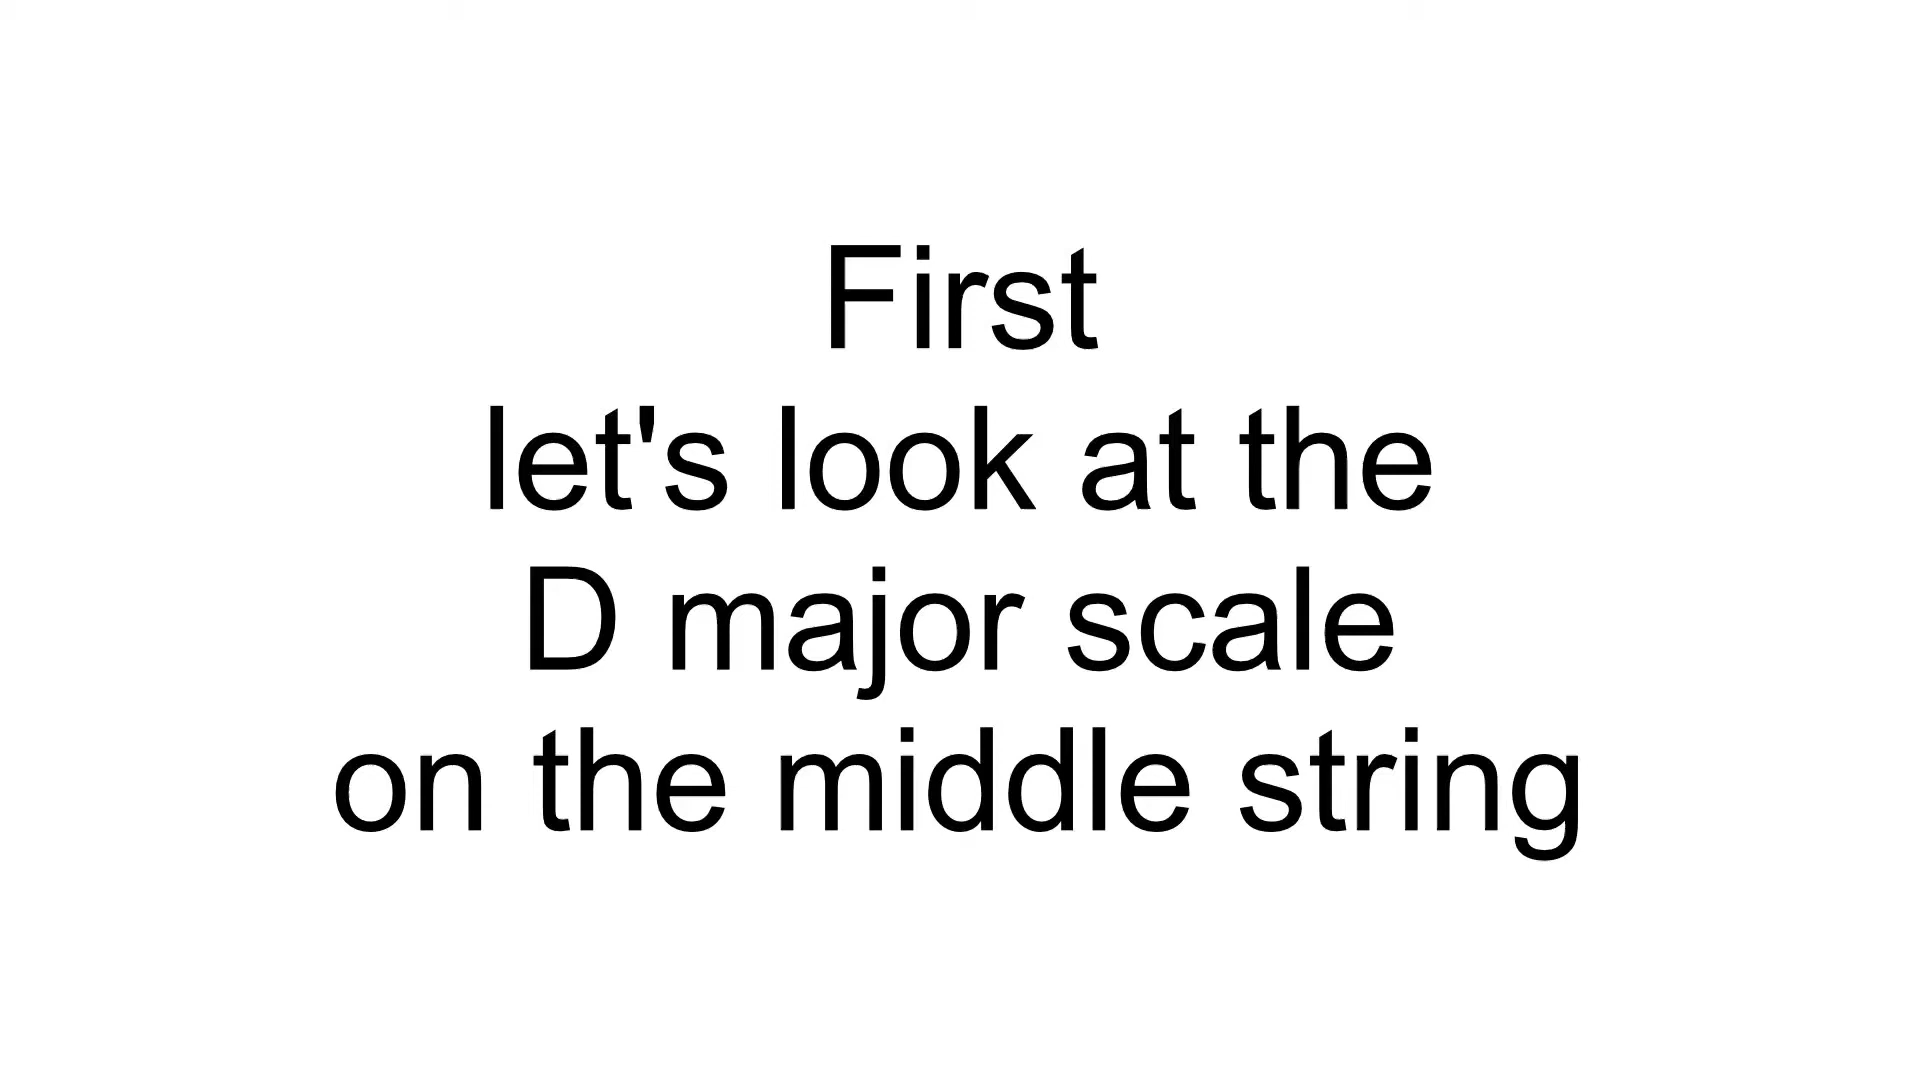 First
let's look at the
D major scale
on the middle string